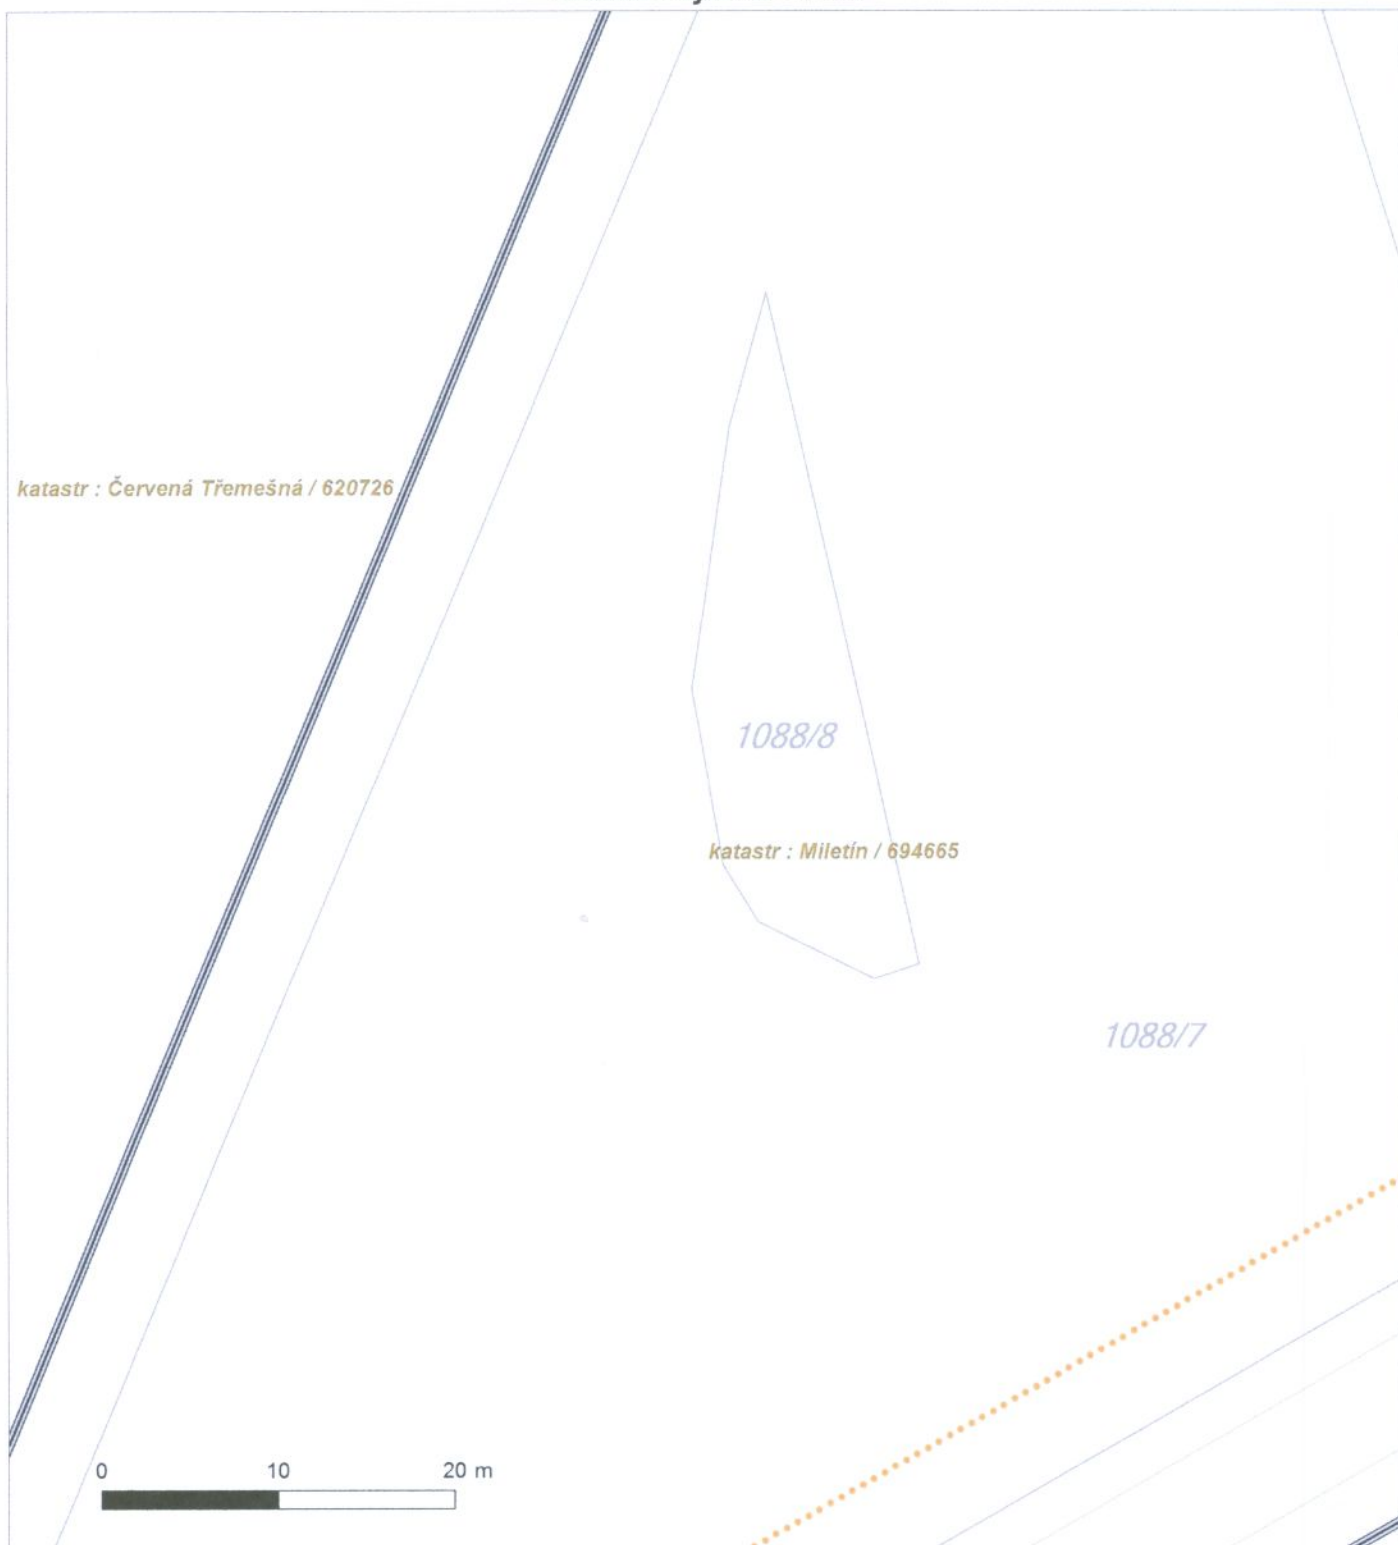 katastr : Červená Třemešná / 620726
1088/8
katastr : Miletín / 694665
1088/7
0 10 20 m